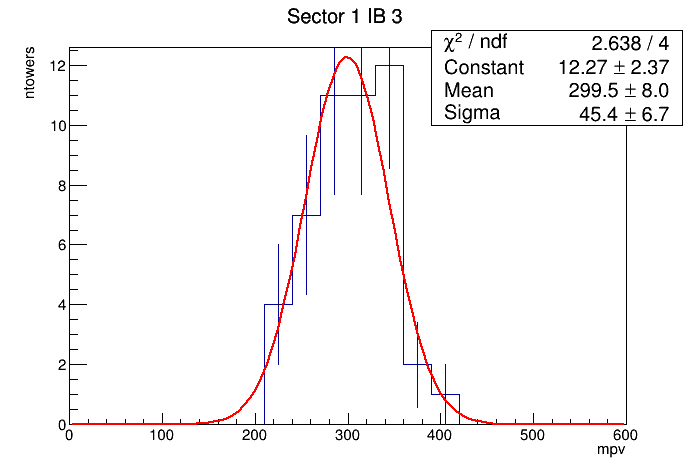 Sector 1 IB 3
χ² / ndf 2.638 / 4
Constant 12.27 ± 2.37
Mean 299.5 ± 8.0
Sigma 45.4 ± 6.7
ntowers
12
10
8
6
4
2
0
0 100 200 300 400 500 600
mpv